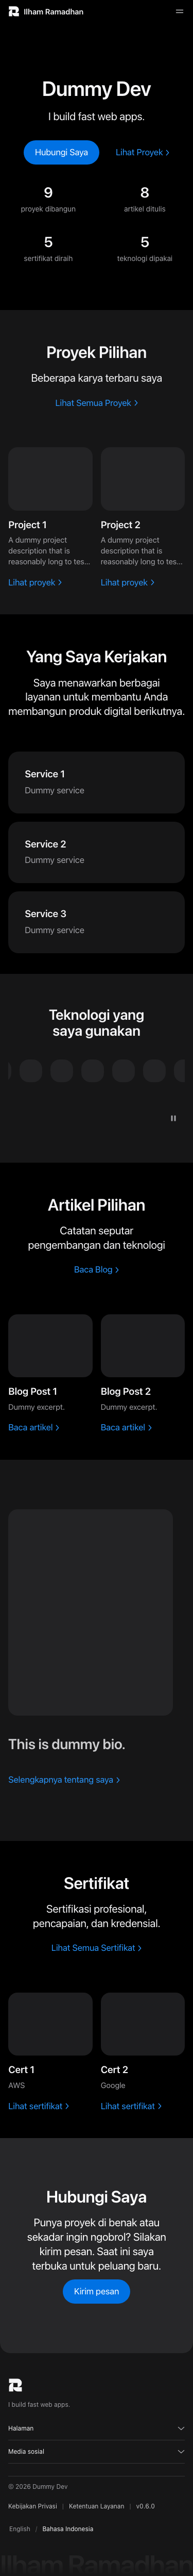 Ilham Ramadhan
Dummy Dev
I build fast web apps.
Hubungi Saya
Lihat Proyek
9
proyek dibangun
8
artikel ditulis
5
sertifikat diraih
5
teknologi dipakai
Proyek Pilihan
Beberapa karya terbaru saya
Lihat Semua Proyek
Project 1
A dummy project
description that is
reasonably long to tes...
Lihat proyek
Project 2
A dummy project
description that is
reasonably long to tes...
Lihat proyek
Yang Saya Kerjakan
Saya menawarkan berbagai
layanan untuk membantu Anda
membangun produk digital berikutnya.
Service 1
Dummy service
Service 2
Dummy service
Service 3
Dummy service
Teknologi yang
saya gunakan
Artikel Pilihan
Catatan seputar
pengembangan dan teknologi
Baca Blog
Blog Post 1
Dummy excerpt.
Baca artikel
Blog Post 2
Dummy excerpt.
Baca artikel
This is dummy bio.
Selengkapnya tentang saya
Sertifikat
Sertifikasi profesional,
pencapaian, dan kredensial.
Lihat Semua Sertifikat
Cert 1
AWS
Lihat sertifikat
Cert 2
Google
Lihat sertifikat
Hubungi Saya
Punya proyek di benak atau
sekadar ingin ngobrol? Silakan
kirim pesan. Saat ini saya
terbuka untuk peluang baru.
Kirim pesan
I build fast web apps.
Halaman
Media sosial
© 2026 Dummy Dev
Kebijakan Privasi | Ketentuan Layanan | v0.6.0
English / Bahasa Indonesia
Ilham Ramadhan